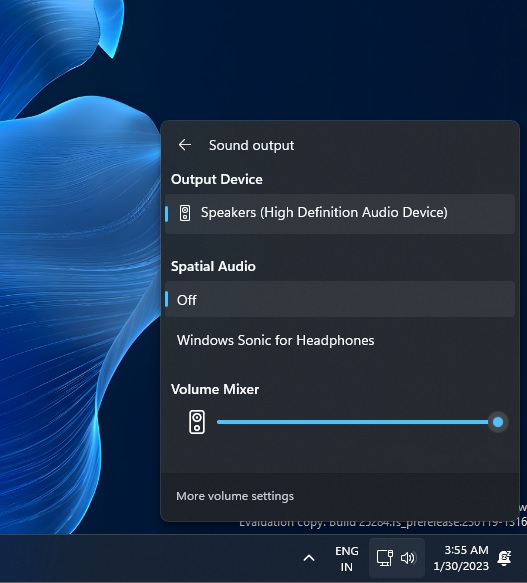 Sound output
Output Device
Speakers (High Definition Audio Device)
Spatial Audio
Off
Windows Sonic for Headphones
Volume Mixer
More volume settings
Evaluation copy. Build 25284.rs_prerelease.230119-1316
ENG
IN
3:55 AM
1/30/2023